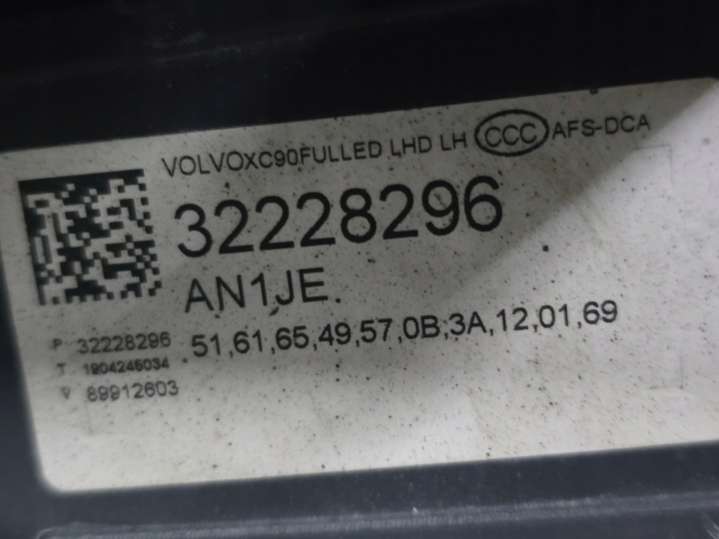 VOLVOXC90FULLED LHD LH CCC AFS-DCA
32228296
AN1JE
51,61,65,49,57,0B,3A,12,01,69
P 32228296
T 1904245034
V 89912603